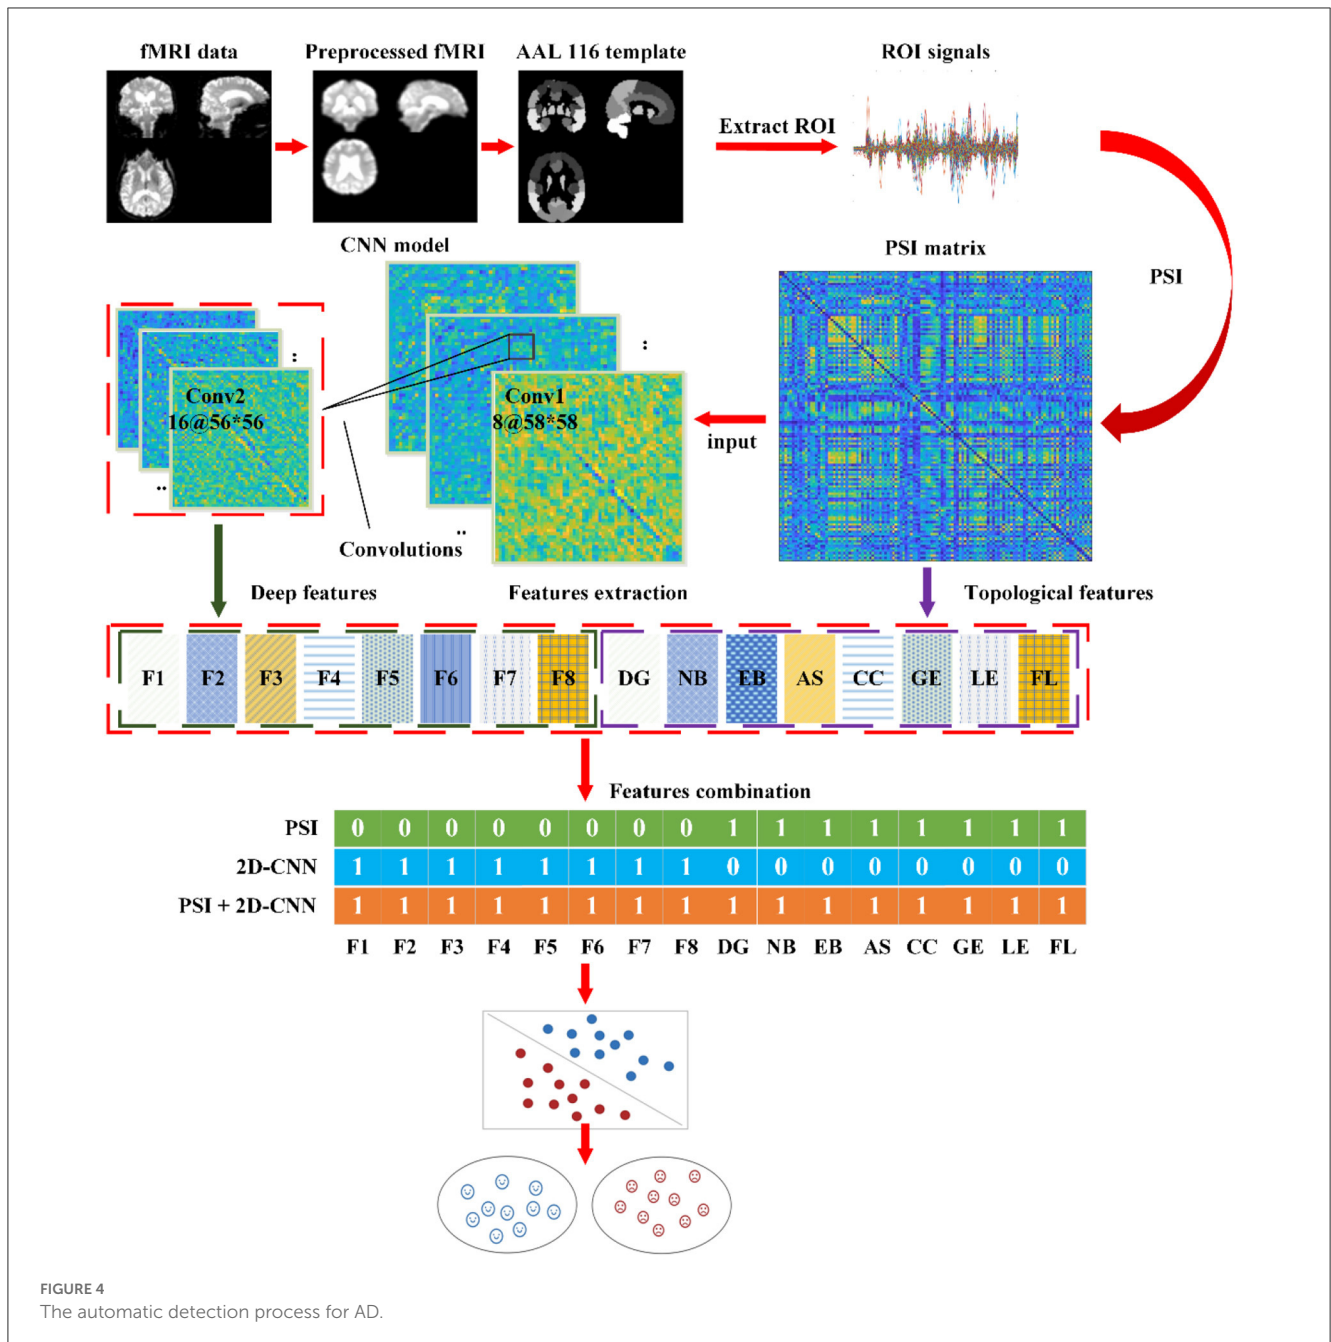 fMRI data
Preprocessed fMRI
AAL 116 template
ROI signals
Extract ROI
CNN model
PSI matrix
PSI
Conv2
16@56*56
:
..
Conv1
8@58*58
:
..
input
Convolutions
Deep features
Features extraction
Topological features
F1 F2 F3 F4 F5 F6 F7 F8 DG NB EB AS CC GE LE FL
Features combination
PSI 0 0 0 0 0 0 0 0 1 1 1 1 1 1 1 1
2D-CNN 1 1 1 1 1 1 1 1 0 0 0 0 0 0 0 0
PSI + 2D-CNN 1 1 1 1 1 1 1 1 1 1 1 1 1 1 1 1
F1 F2 F3 F4 F5 F6 F7 F8 DG NB EB AS CC GE LE FL
FIGURE 4
The automatic detection process for AD.